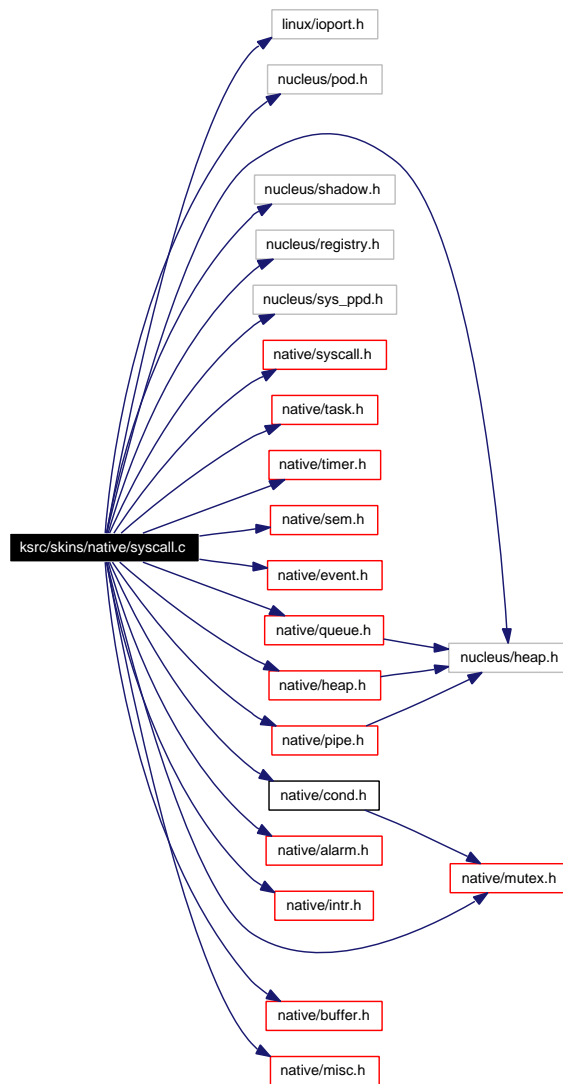 linux/ioport.h
nucleus/pod.h
nucleus/shadow.h
nucleus/registry.h
nucleus/sys_ppd.h
native/syscall.h
native/task.h
native/timer.h
native/sem.h
ksrc/skins/native/syscall.c
native/event.h
native/queue.h
nucleus/heap.h
native/heap.h
native/pipe.h
native/cond.h
native/alarm.h
native/mutex.h
native/intr.h
native/buffer.h
native/misc.h